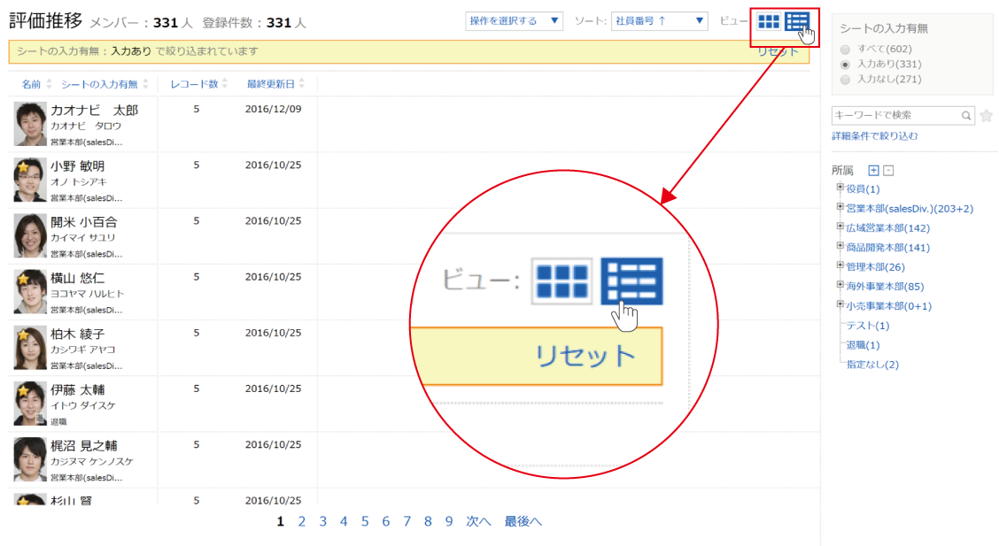 評価推移 メンバー：331人 登録件数：331人
操作を選択する ▼ ソート: 社員番号 ↑ ▼ ビュー
シートの入力有無：入力あり で絞り込まれています リセット
名前 シートの入力有無 レコード数 最終更新日
カオナビ 太郎 5 2016/12/09
カオナビ タロウ
営業本部(salesDi...
小野 敏明 5 2016/10/25
オノ トシアキ
営業本部(salesDi...
開米 小百合 5 2016/10/25
カイマイ サユリ
営業本部(salesDi...
横山 悠仁 5 2016/10/25
ヨコヤマ ハルヒト
営業本部(salesDi...
柏木 綾子 5 2016/10/25
カシワギ アヤコ
営業本部(salesDi...
伊藤 太輔 5 2016/10/25
イトウ ダイスケ
退職
梶沼 見之輔 5 2016/10/25
カジヌマ ケンノスケ
営業本部(salesDi...
杉山 賢 5 2016/10/25
1 2 3 4 5 6 7 8 9 次へ 最後へ
ビュー:
リセット
シートの入力有無
すべて(602)
入力あり(331)
入力なし(271)
キーワードで検索
詳細条件で絞り込む
所属
役員(1)
営業本部(salesDiv.)(203+2)
広域営業本部(142)
商品開発本部(141)
管理本部(26)
海外事業本部(85)
小売事業本部(0+1)
テスト(1)
退職(1)
指定なし(2)